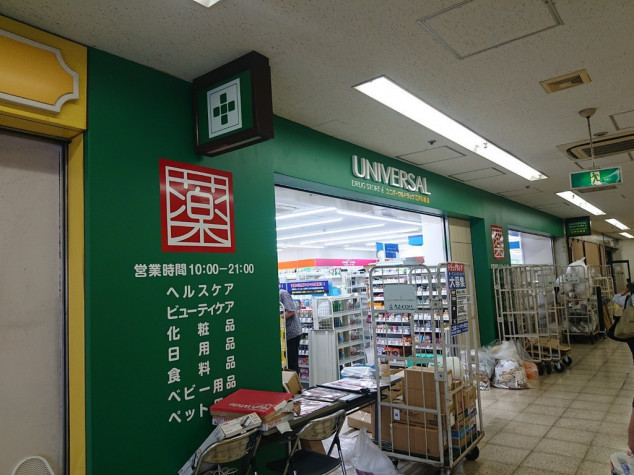 薬
営業時間10:00−21:00
ヘルスケア
ビューティケア
化粧品
日用品
食料品
ベビー用品
ペット
UNIVERSAL
DRUG STORE
薬